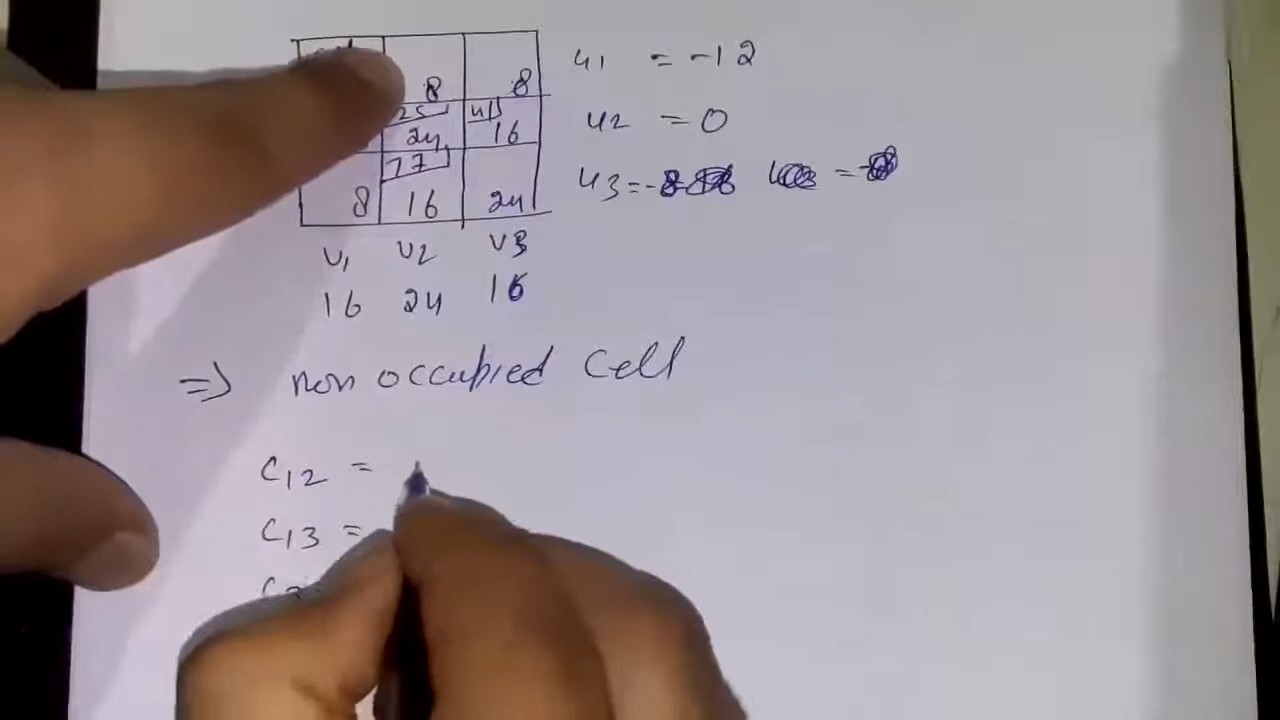 8 8 u1 = -12
25 41
24 16 u2 = 0
77
8 16 24 u3 = -8
v1 v2 v3
16 24 16
=> non occupied cell
C12 =
C13 =